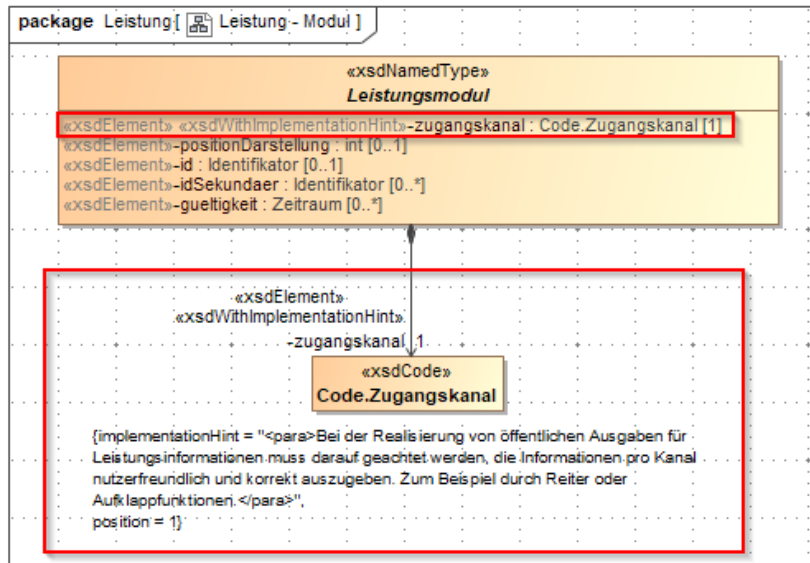 package Leistung [ Leistung - Modul ]
«xsdNamedType»
Leistungsmodul
«xsdElement» «xsdWithImplementationHint»-zugangskanal : Code.Zugangskanal [1]
«xsdElement»-positionDarstellung : int [0..1]
«xsdElement»-id : Identifikator [0..1]
«xsdElement»-idSekundaer : Identifikator [0..*]
«xsdElement»-gueltigkeit : Zeitraum [0..*]
«xsdElement»
«xsdWithImplementationHint»
-zugangskanal 1
«xsdCode»
Code.Zugangskanal
{implementationHint = "<para>Bei der Realisierung von öffentlichen Ausgaben für
Leistungsinformationen muss darauf geachtet werden, die Informationen pro Kanal
nutzerfreundlich und korrekt auszugeben. Zum Beispiel durch Reiter oder
Aufklappfunktionen.</para>",
position = 1}